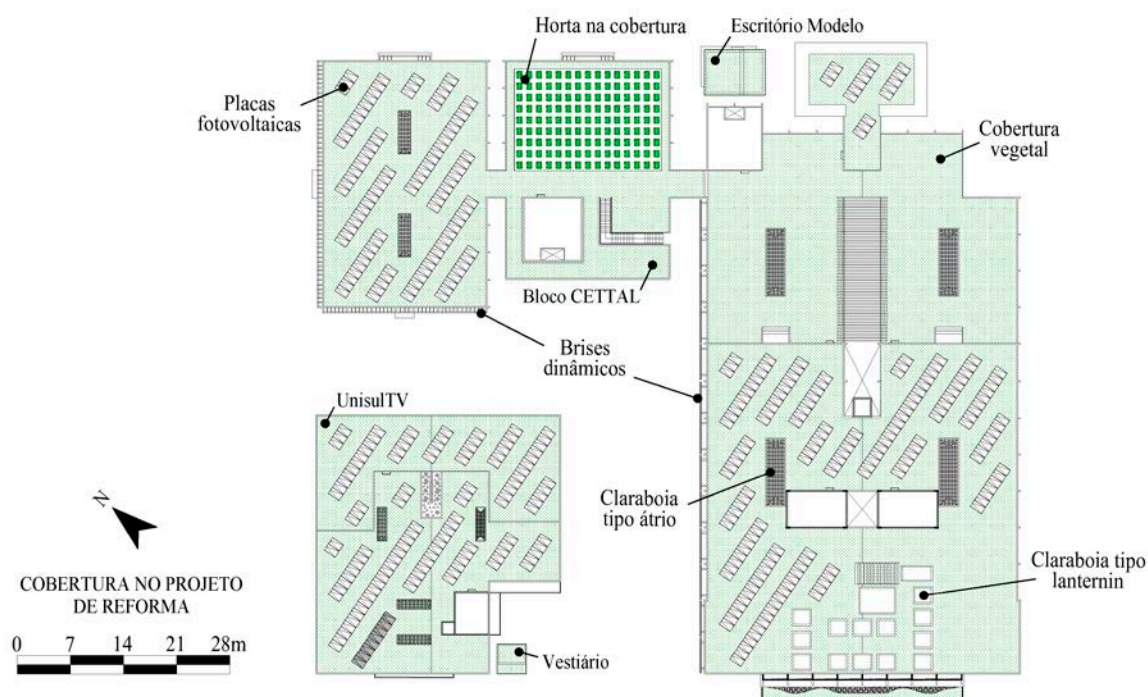 Horta na cobertura
Escritório Modelo
Placas
fotovoltaicas
Cobertura
vegetal
Bloco CETTAL
Brises
dinâmicos
UnisulTV
Claraboia
tipo átrio
Claraboia tipo
lanternin
N
COBERTURA NO PROJETO
DE REFORMA
0 7 14 21 28m
Vestiário